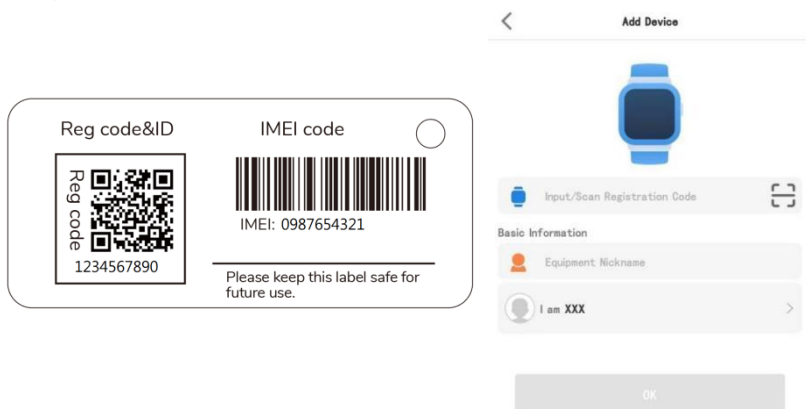 Reg code&ID
IMEI code
Reg code
1234567890
IMEI: 0987654321
Please keep this label safe for
future use.
Add Device
Input/Scan Registration Code
Basic Information
Equipment Nickname
I am XXX
OK